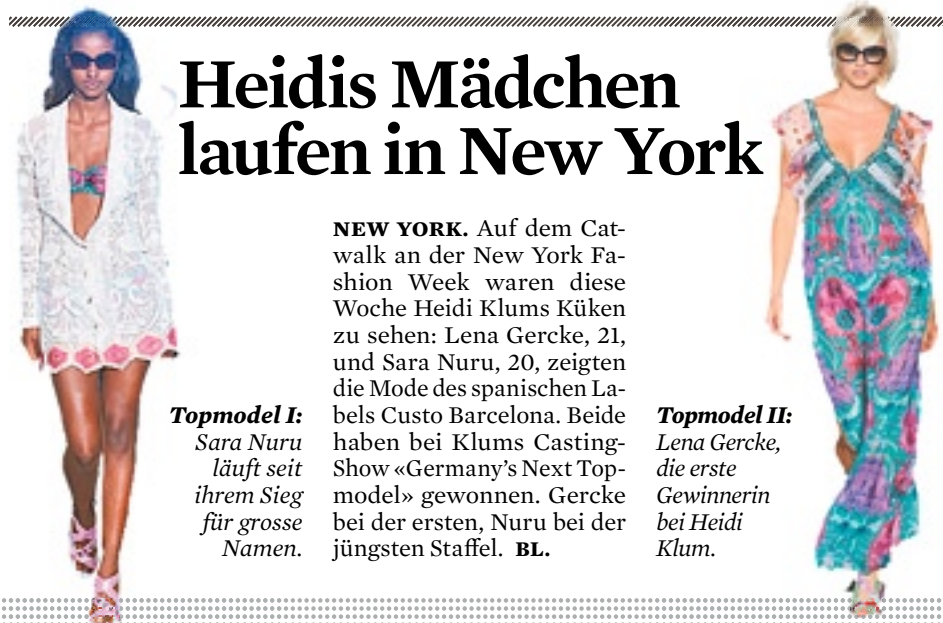 Heidis Mädchen
laufen in New York
NEW YORK. Auf dem Cat-
walk an der New York Fa-
shion Week waren diese
Woche Heidi Klums Küken
zu sehen: Lena Gercke, 21,
und Sara Nuru, 20, zeigten
die Mode des spanischen La-
bels Custo Barcelona. Beide
haben bei Klums Casting-
Show «Germany’s Next Top-
model» gewonnen. Gercke
bei der ersten, Nuru bei der
jüngsten Staffel. BL.
Topmodel I:
Sara Nuru
läuft seit
ihrem Sieg
für grosse
Namen.
Topmodel II:
Lena Gercke,
die erste
Gewinnerin
bei Heidi
Klum.